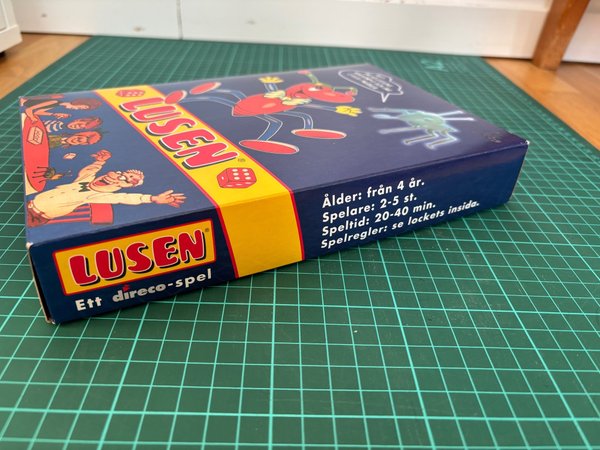 LUSEN®
LUSEN®
Ett direco-spel
Ålder: från 4 år.
Spelare: 2-5 st.
Speltid: 20-40 min.
Spelregler: se lockets insida.